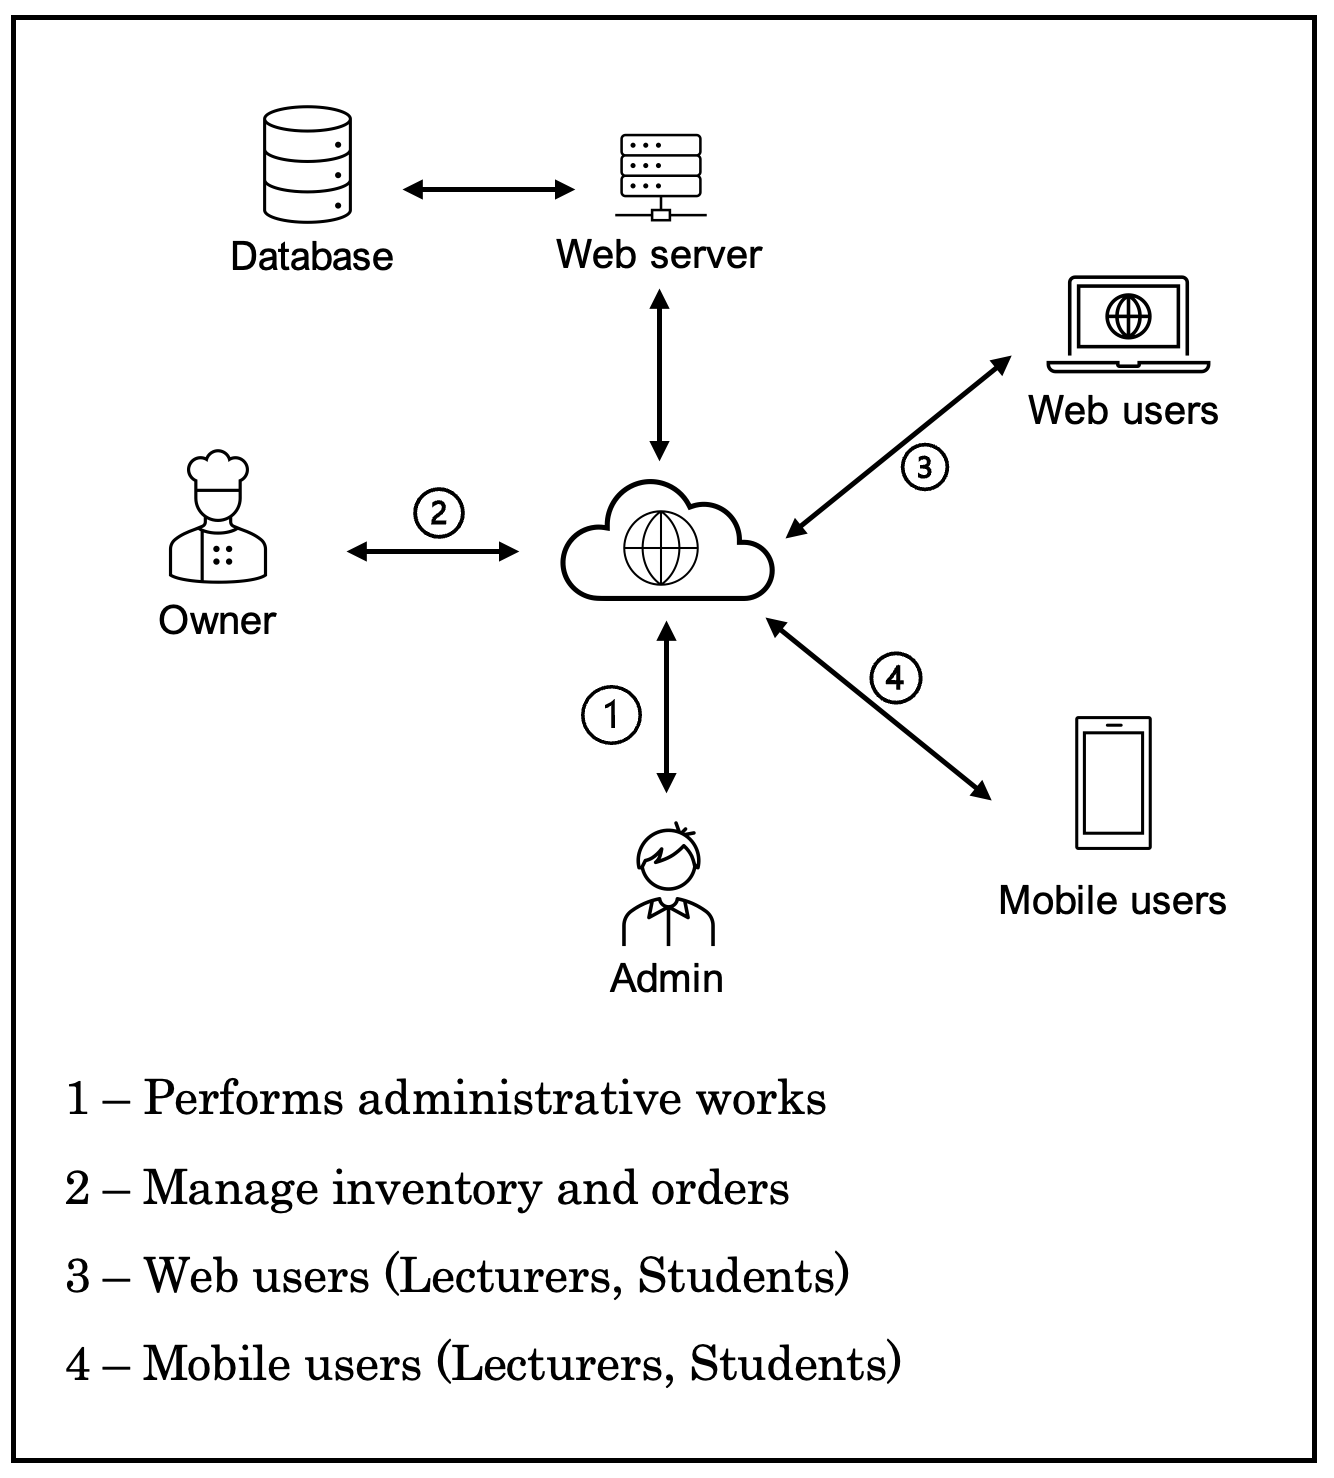 Database
Web server
Web users
3
2
Owner
4
1
Mobile users
Admin
1 – Performs administrative works
2 – Manage inventory and orders
3 – Web users (Lecturers, Students)
4 – Mobile users (Lecturers, Students)